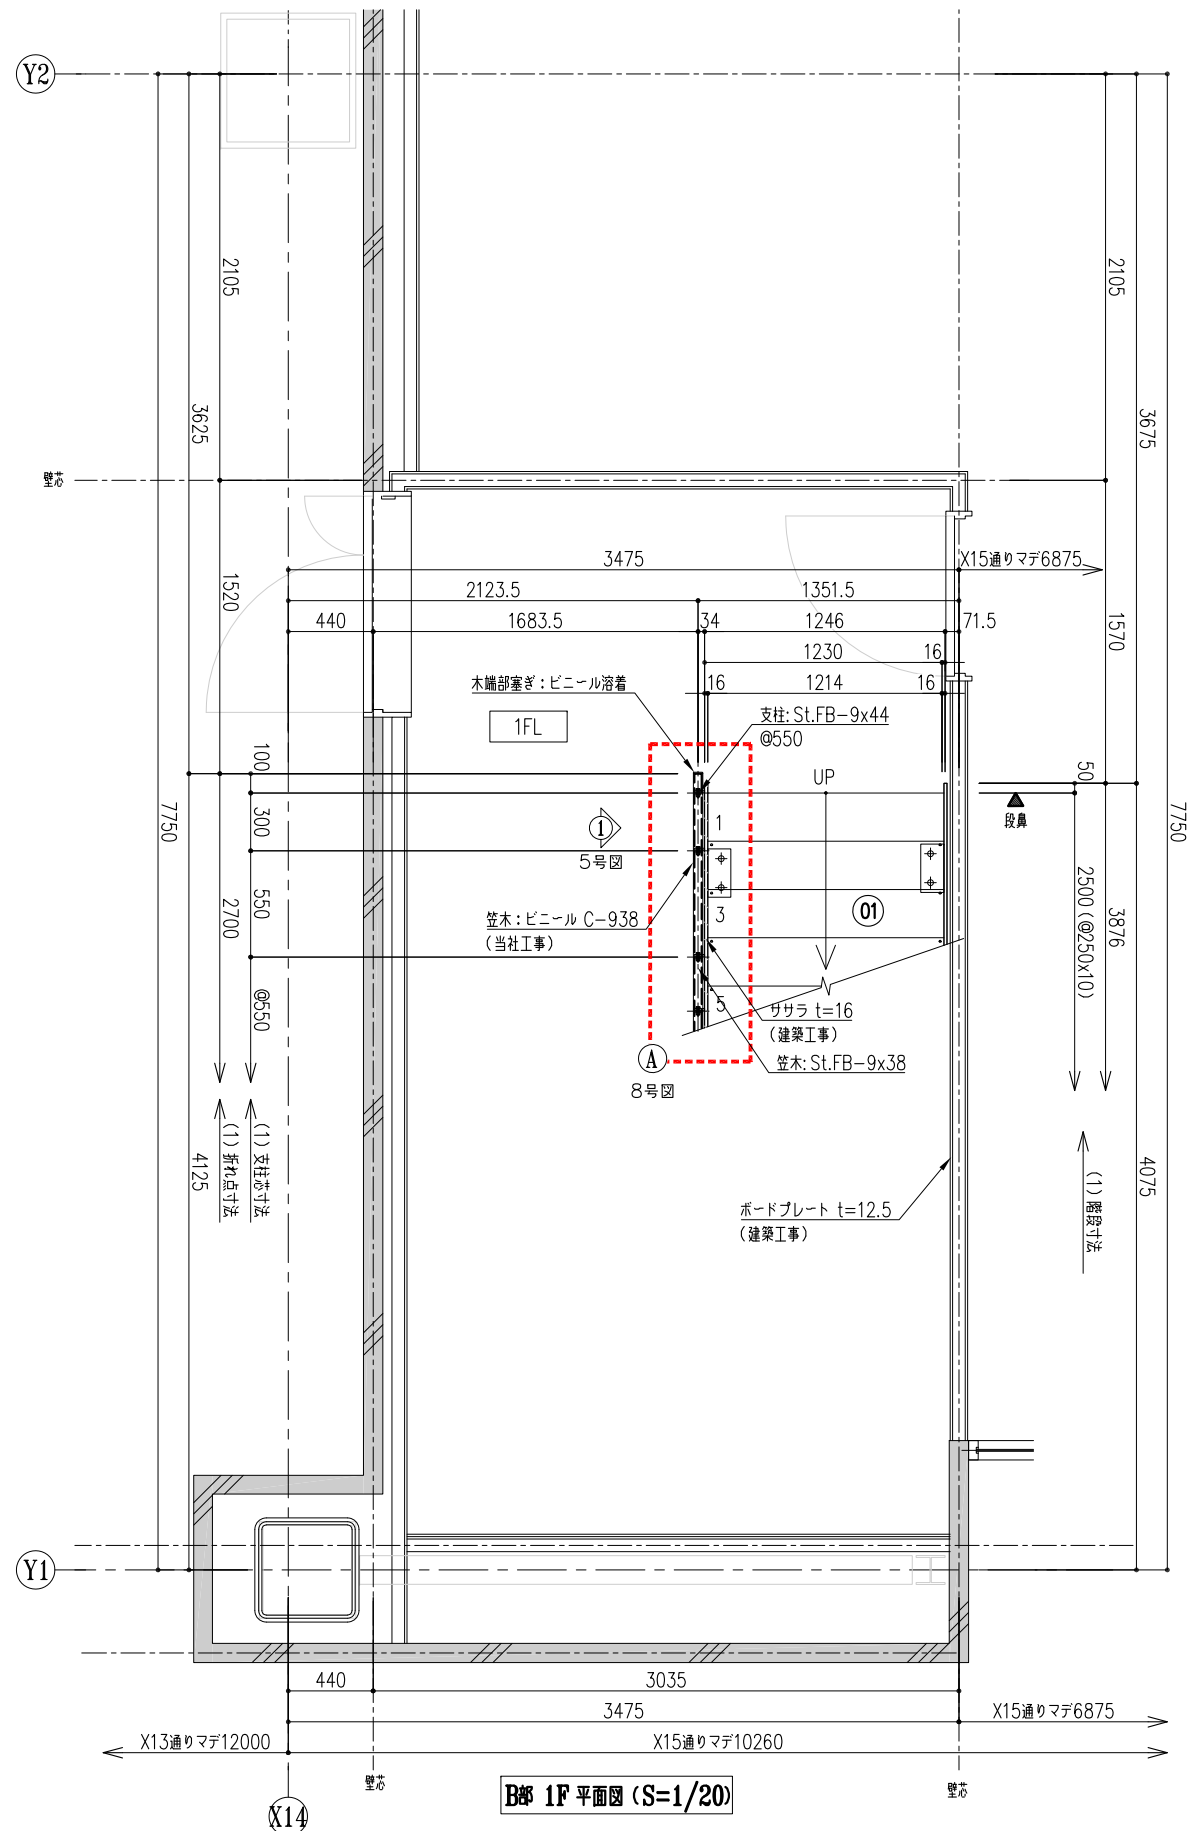 Y2
2105
2105
3625
3675
壁芯
3475
X15通りマデ6875
2123.5
1351.5
1520
440
1683.5
34
1246
71.5
1570
1230
16
木端部塞ぎ：ビニール溶着
16
1214
16
支柱: St.FB-9x44
@550
1FL
100
50
UP
7750
7750
300
段鼻
1
1
5号図
550
2700
2500 (@250x10)
3876
笠木：ビニール C-938
(当社工事)
3
01
@550
5
ササラ t=16
(建築工事)
A
笠木: St.FB-9x38
8号図
(1) 折れ点寸法
(1) 支柱芯寸法
4125
4075
(1) 階段寸法
ボードプレート t=12.5
(建築工事)
Y1
440
3035
3475
X15通りマデ6875
X13通りマデ12000
X15通りマデ10260
壁芯
壁芯
X14
B部 1F 平面図 (S=1/20)